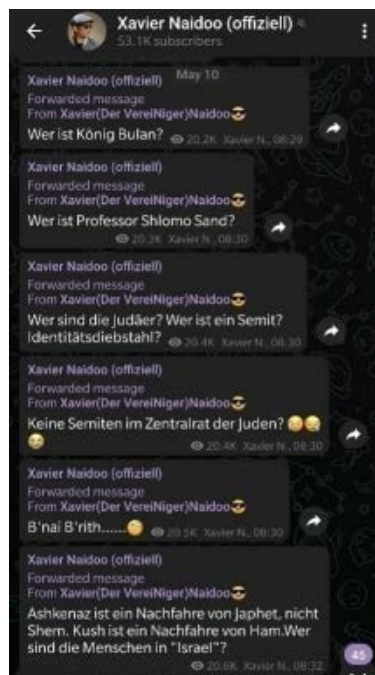 Xavier Naidoo (offiziell)
53.1K subscribers
May 10
Xavier Naidoo (offiziell)
Forwarded message
From Xavier(Der VereiNiger)Naidoo😎
Wer ist König Bulan? 20.2K Xavier N., 08:29
Xavier Naidoo (offiziell)
Forwarded message
From Xavier(Der VereiNiger)Naidoo😎
Wer ist Professor Shlomo Sand?
20.3K Xavier N., 08:30
Xavier Naidoo (offiziell)
Forwarded message
From Xavier(Der VereiNiger)Naidoo😎
Wer sind die Judäer? Wer ist ein Semit?
Identitätsdiebstahl? 20.4K Xavier N., 08:30
Xavier Naidoo (offiziell)
Forwarded message
From Xavier(Der VereiNiger)Naidoo😎
Keine Semiten im Zentralrat der Juden?
20.4K Xavier N., 08:30
Xavier Naidoo (offiziell)
Forwarded message
From Xavier(Der VereiNiger)Naidoo😎
B'nai B'rith...... 20.5K Xavier N., 08:30
Xavier Naidoo (offiziell)
Forwarded message
From Xavier(Der VereiNiger)Naidoo😎
Ashkenaz ist ein Nachfahre von Japhet, nicht
Shem. Kush ist ein Nachfahre von Ham.Wer
sind die Menschen in "Israel"?
20.6K Xavier N., 08:32
45